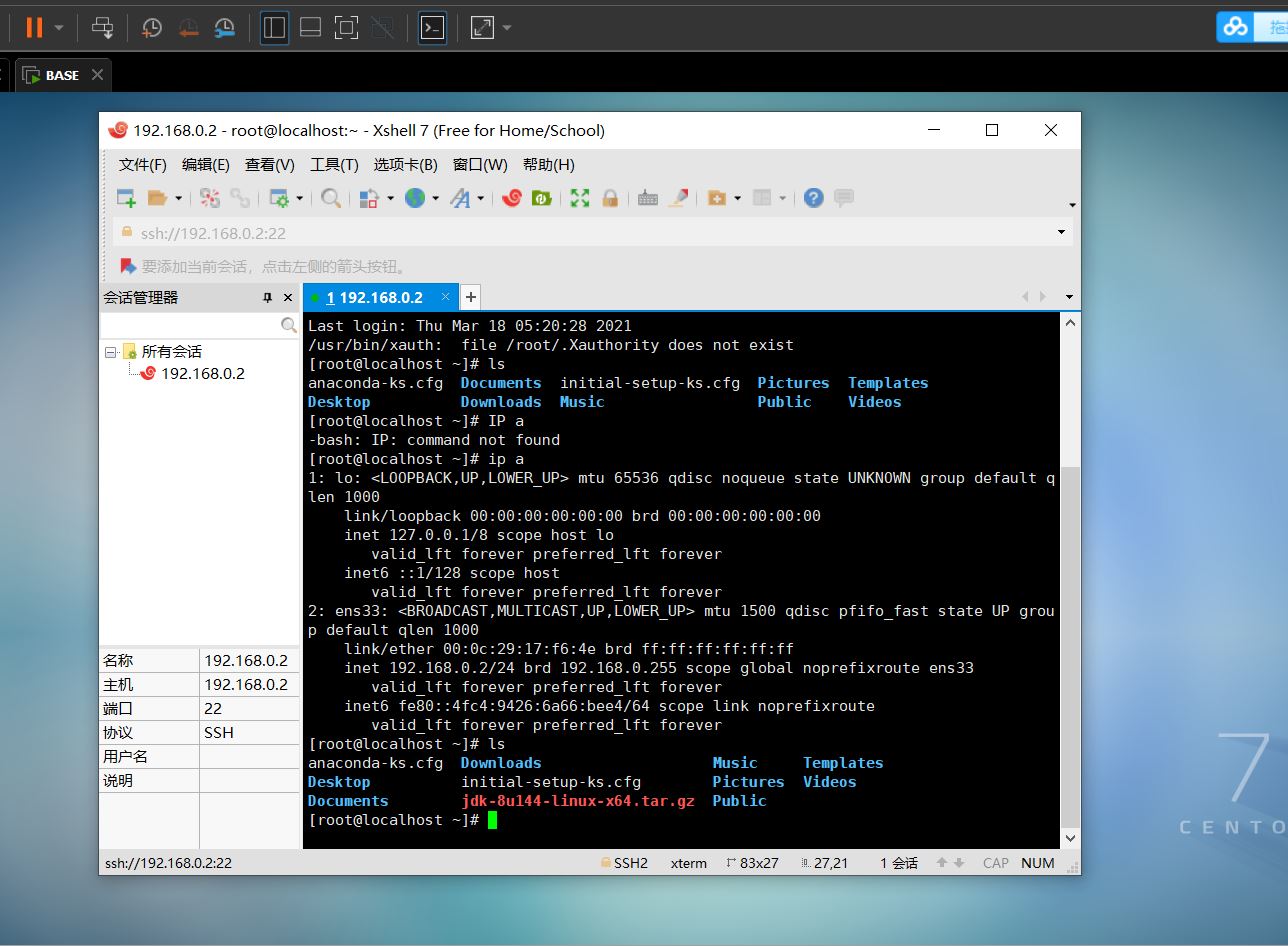 拖
BASE
192.168.0.2 - root@localhost:~ - Xshell 7 (Free for Home/School)
文件(F) 编辑(E) 查看(V) 工具(T) 选项卡(B) 窗口(W) 帮助(H)
ssh://192.168.0.2:22
要添加当前会话，点击左侧的箭头按钮。
会话管理器
1 192.168.0.2
所有会话
192.168.0.2
名称 192.168.0.2
主机 192.168.0.2
端口 22
协议 SSH
用户名
说明
Last login: Thu Mar 18 05:20:28 2021
/usr/bin/xauth:  file /root/.Xauthority does not exist
[root@localhost ~]# ls
anaconda-ks.cfg  Documents  initial-setup-ks.cfg  Pictures  Templates
Desktop          Downloads  Music                 Public    Videos
[root@localhost ~]# IP a
-bash: IP: command not found
[root@localhost ~]# ip a
1: lo: <LOOPBACK,UP,LOWER_UP> mtu 65536 qdisc noqueue state UNKNOWN group default q
len 1000
    link/loopback 00:00:00:00:00:00 brd 00:00:00:00:00:00
    inet 127.0.0.1/8 scope host lo
       valid_lft forever preferred_lft forever
    inet6 ::1/128 scope host
       valid_lft forever preferred_lft forever
2: ens33: <BROADCAST,MULTICAST,UP,LOWER_UP> mtu 1500 qdisc pfifo_fast state UP grou
p default qlen 1000
    link/ether 00:0c:29:17:f6:4e brd ff:ff:ff:ff:ff:ff
    inet 192.168.0.2/24 brd 192.168.0.255 scope global noprefixroute ens33
       valid_lft forever preferred_lft forever
    inet6 fe80::4fc4:9426:6a66:bee4/64 scope link noprefixroute
       valid_lft forever preferred_lft forever
[root@localhost ~]# ls
anaconda-ks.cfg  Downloads                   Music     Templates
Desktop          initial-setup-ks.cfg        Pictures  Videos
Documents        jdk-8u144-linux-x64.tar.gz  Public
[root@localhost ~]#
ssh://192.168.0.2:22 SSH2 xterm 83x27 27,21 1 会话 CAP NUM
7
CENTO